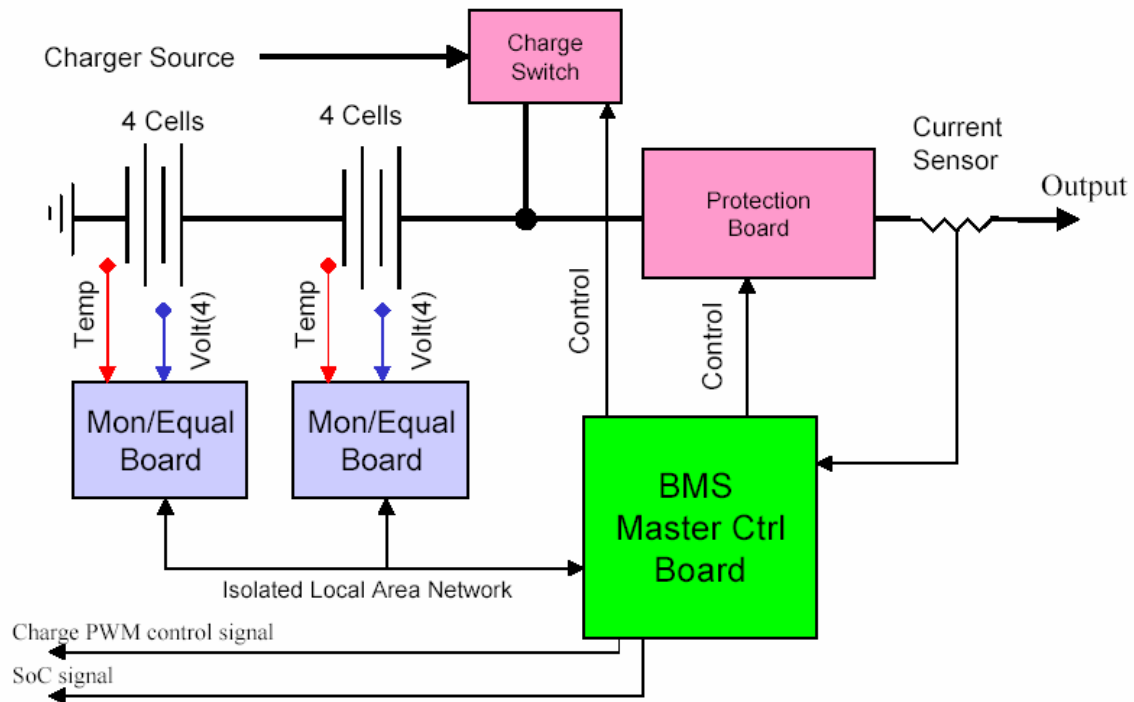 Charger Source
Charge
Switch
4 Cells
4 Cells
Current
Sensor
Output
Protection
Board
Temp
Volt(4)
Temp
Volt(4)
Control
Control
Mon/Equal
Board
Mon/Equal
Board
BMS
Master Ctrl
Board
Isolated Local Area Network
Charge PWM control signal
SoC signal